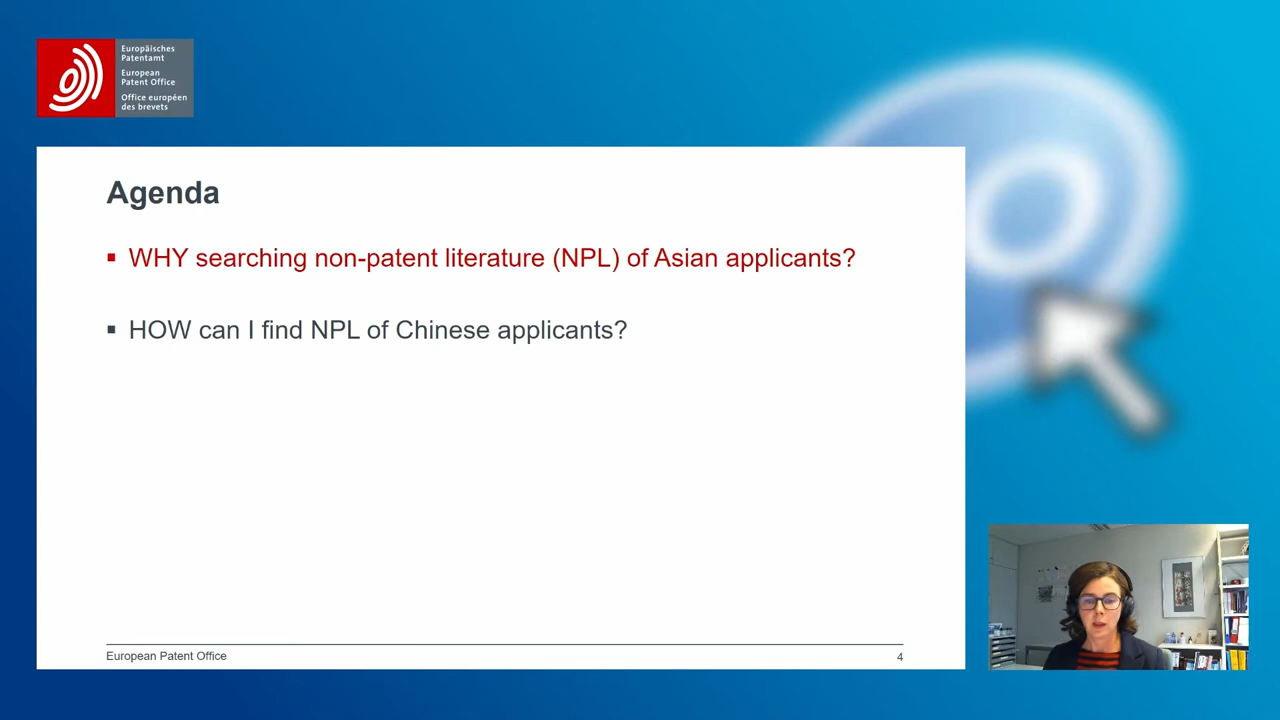 Europäisches
Patentamt
European
Patent Office
Office européen
des brevets
Agenda
▪ WHY searching non-patent literature (NPL) of Asian applicants?
▪ HOW can I find NPL of Chinese applicants?
European Patent Office
4